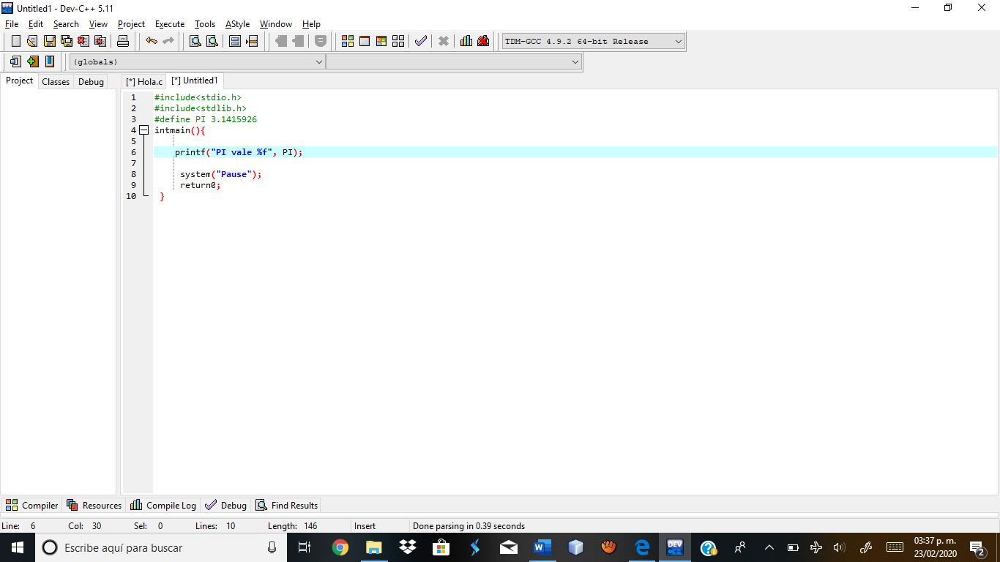 Untitled1 - Dev-C++ 5.11
File Edit Search View Project Execute Tools AStyle Window Help
TDM-GCC 4.9.2 64-bit Release
(globals)
Project Classes Debug [*] Hola.c [*] Untitled1
1 #include<stdio.h>
2 #include<stdlib.h>
3 #define PI 3.1415926
4 intmain(){
5
6 printf("PI vale %f", PI);
7
8 system("Pause");
9 return0;
10 }
Compiler Resources Compile Log Debug Find Results
Line: 6 Col: 30 Sel: 0 Lines: 10 Length: 146 Insert Done parsing in 0.39 seconds
Escribe aquí para buscar
DEV
03:37 p. m.
23/02/2020
2